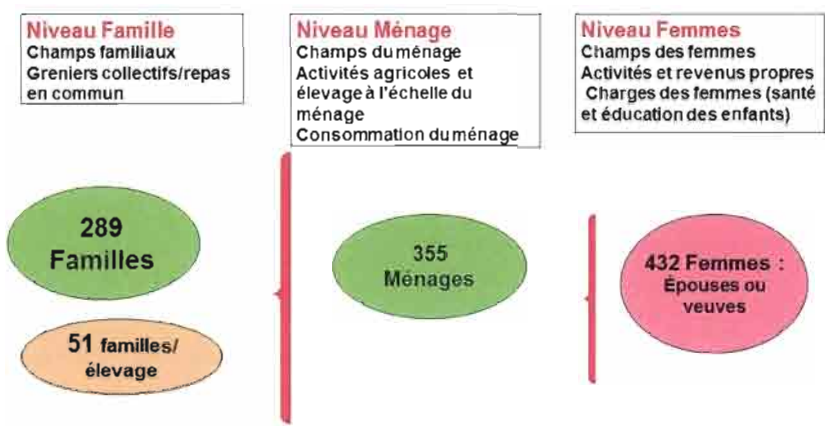 Niveau Famille
Champs familiaux
Greniers collectifs/repas
en commun
Niveau Ménage
Champs du ménage
Activités agricoles et
élevage à l'échelle du
ménage
Consommation du ménage
Niveau Femmes
Champs des femmes
Activités et revenus propres
Charges des femmes (santé
et éducation des enfants)
289
Familles
51 familles/
élevage
355
Ménages
432 Femmes :
Épouses ou
veuves